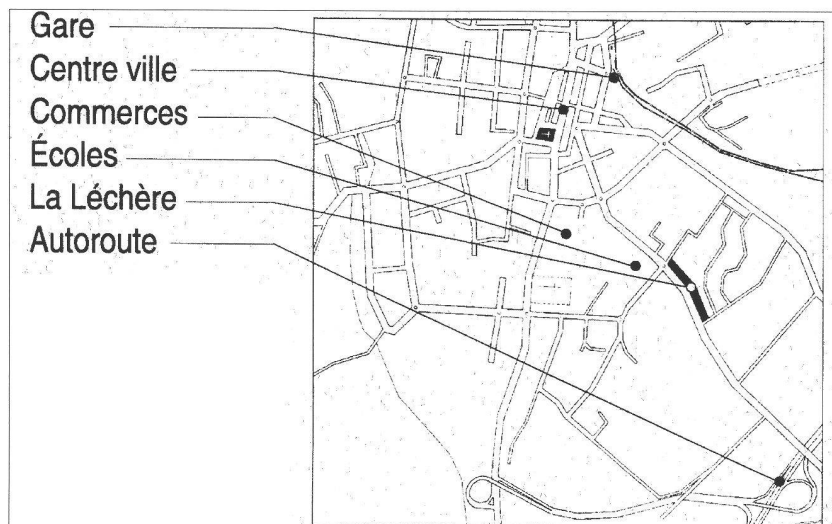 Gare
Centre ville
Commerces
Écoles
La Léchère
Autoroute